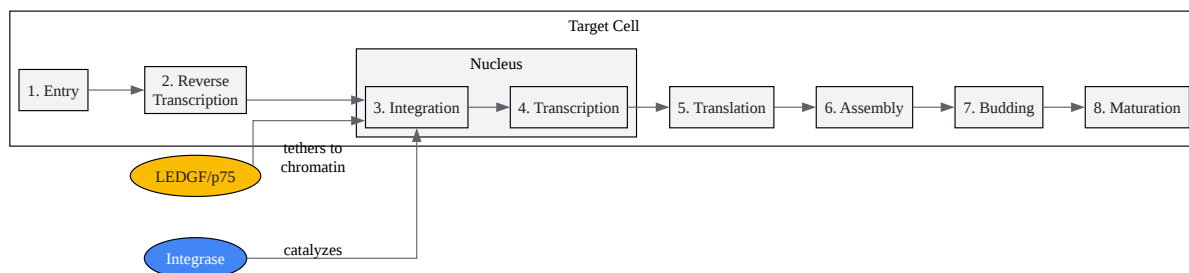 Target Cell
Nucleus
1. Entry
2. Reverse
Transcription
3. Integration
4. Transcription
5. Translation
6. Assembly
7. Budding
8. Maturation
tethers to
chromatin
LEDGF/p75
catalyzes
Integrase